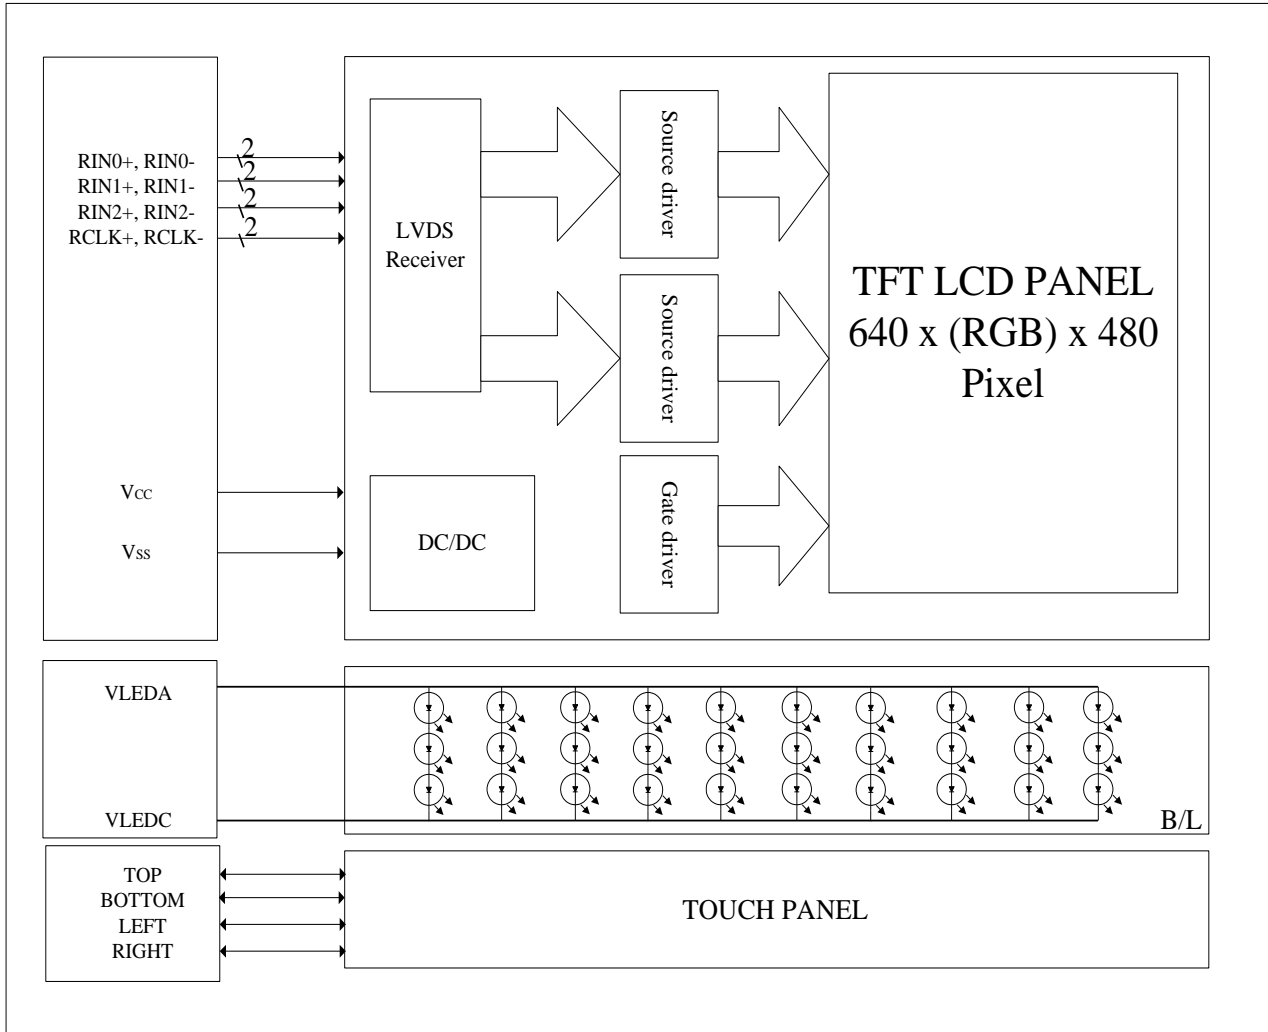 RIN0+, RIN0-
RIN1+, RIN1-
RIN2+, RIN2-
RCLK+, RCLK-
2
2
2
2
LVDS
Receiver
Source driver
Source driver
Gate driver
TFT LCD PANEL
640 x (RGB) x 480
Pixel
VCC
VSS
DC/DC
VLEDA
VLEDC
B/L
TOP
BOTTOM
LEFT
RIGHT
TOUCH PANEL